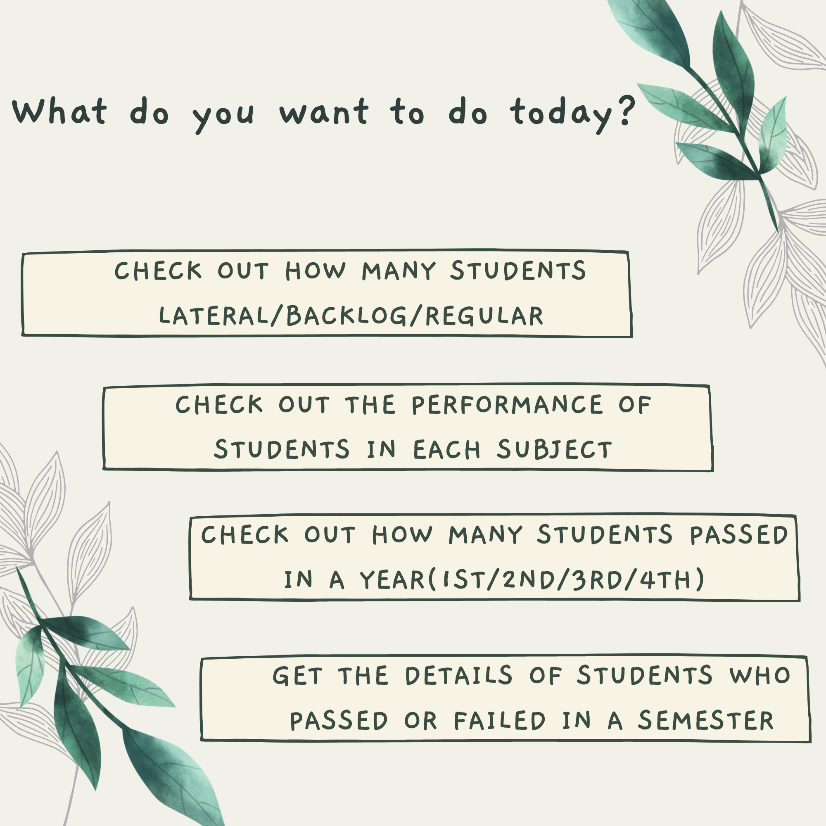 What do you want to do today?
CHECK OUT HOW MANY STUDENTS
LATERAL/BACKLOG/REGULAR
CHECK OUT THE PERFORMANCE OF
STUDENTS IN EACH SUBJECT
CHECK OUT HOW MANY STUDENTS PASSED
IN A YEAR(1ST/2ND/3RD/4TH)
GET THE DETAILS OF STUDENTS WHO
PASSED OR FAILED IN A SEMESTER